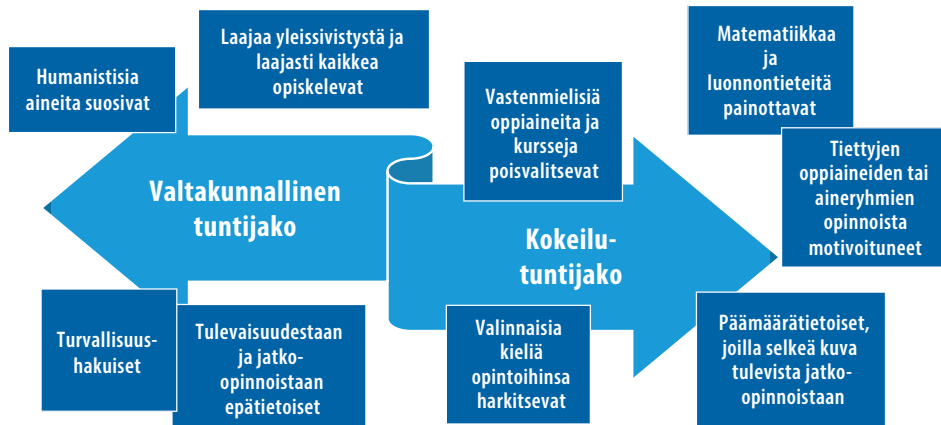 Humanistisia
aineita suosivat
Laajaa yleissivistystä ja
laajasti kaikkea
opiskelevat
Vastenmielisiä
oppiaineita ja
kursseja
poisvalitsevat
Matematiikkaa
ja
luonnontieteitä
painottavat
Tiettyjen
oppiaineiden tai
aineryhmien
opinnoista
motivoituneet
Valtakunnallinen
tuntijako
Kokeilu-
tuntijako
Turvallisuus-
hakuiset
Tulevaisuudestaan
ja jatko-
opinnoistaan
epätietoiset
Valinnaisia
kieliä
opintoihinsa
harkitsevat
Päämäärätietoiset,
joilla selkeä kuva
tulevista jatko-
opinnoistaan